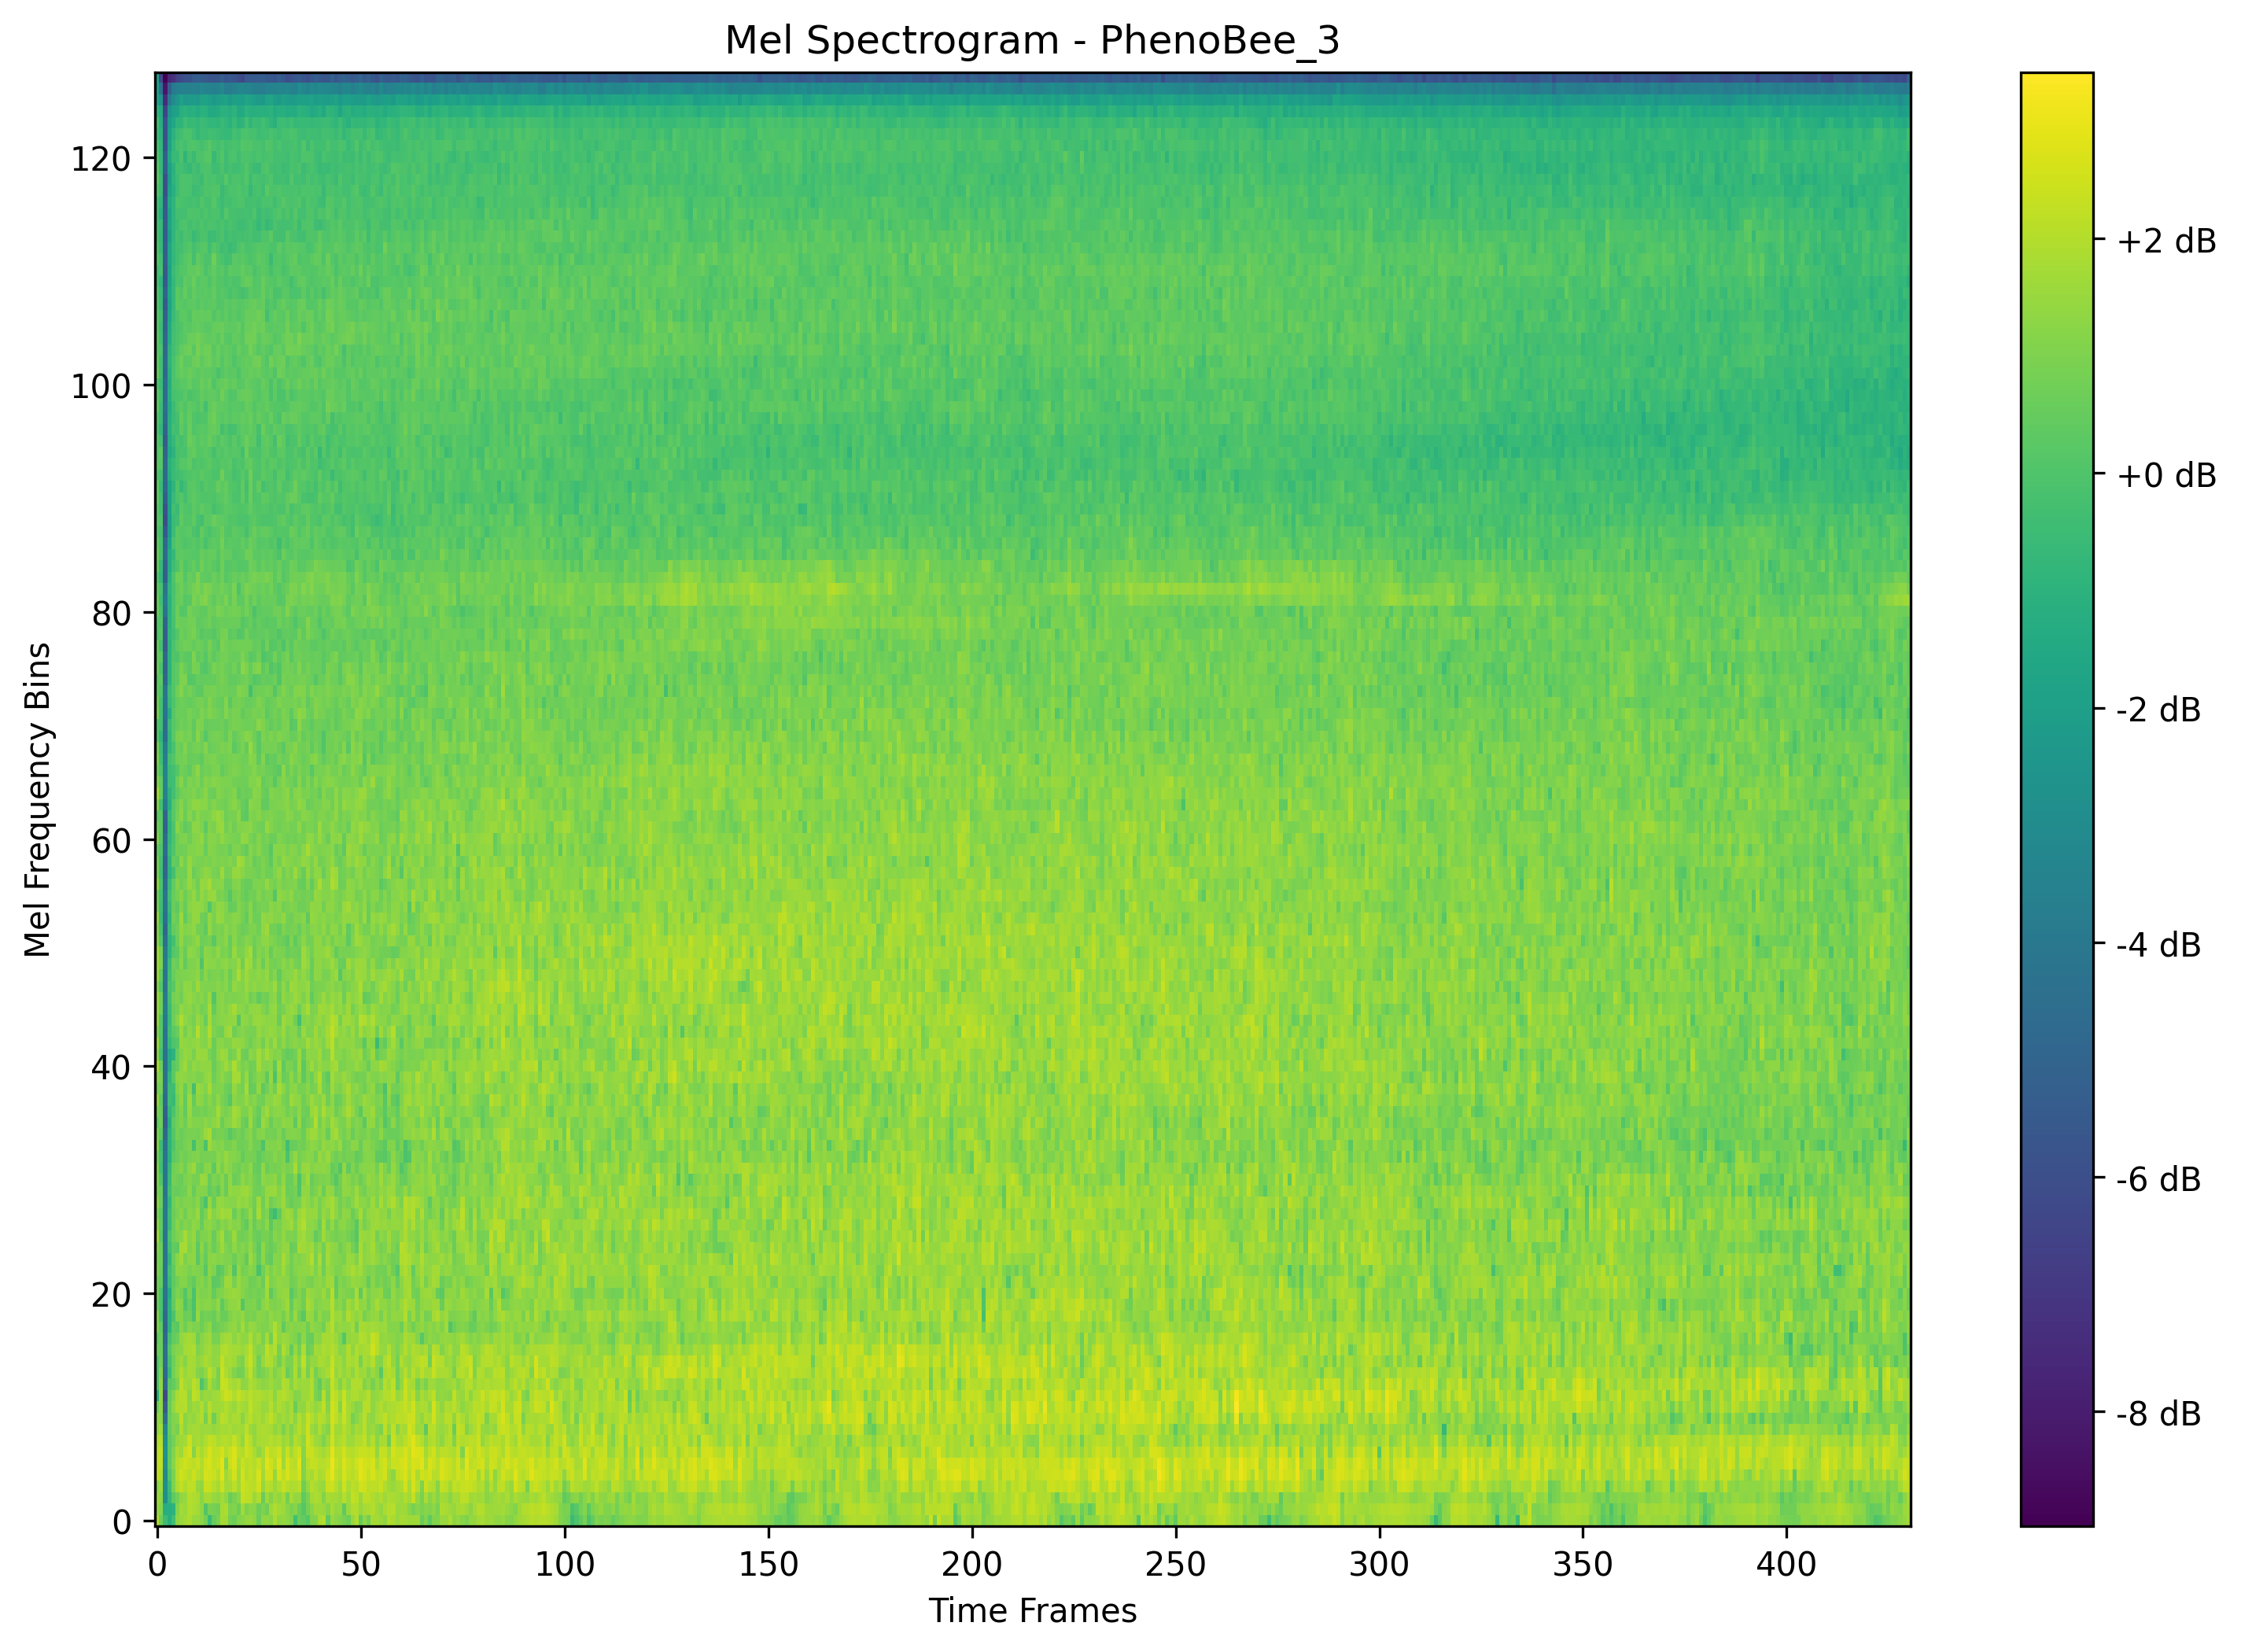 Mel Spectrogram - PhenoBee_3
Mel Frequency Bins
120
100
80
60
40
20
0
0 50 100 150 200 250 300 350 400
Time Frames
+2 dB
+0 dB
-2 dB
-4 dB
-6 dB
-8 dB